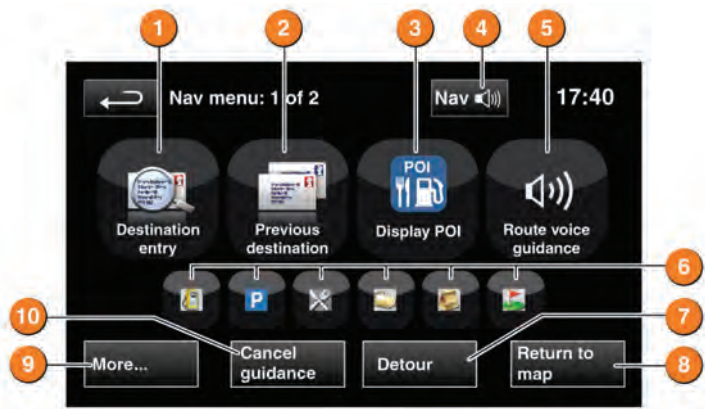 1 2 3 4 5
Nav menu: 1 of 2 Nav 17:40
POI
Destination entry
Previous destination
Display POI
Route voice guidance
P
6
7
8
9
10
More...
Cancel guidance
Detour
Return to map